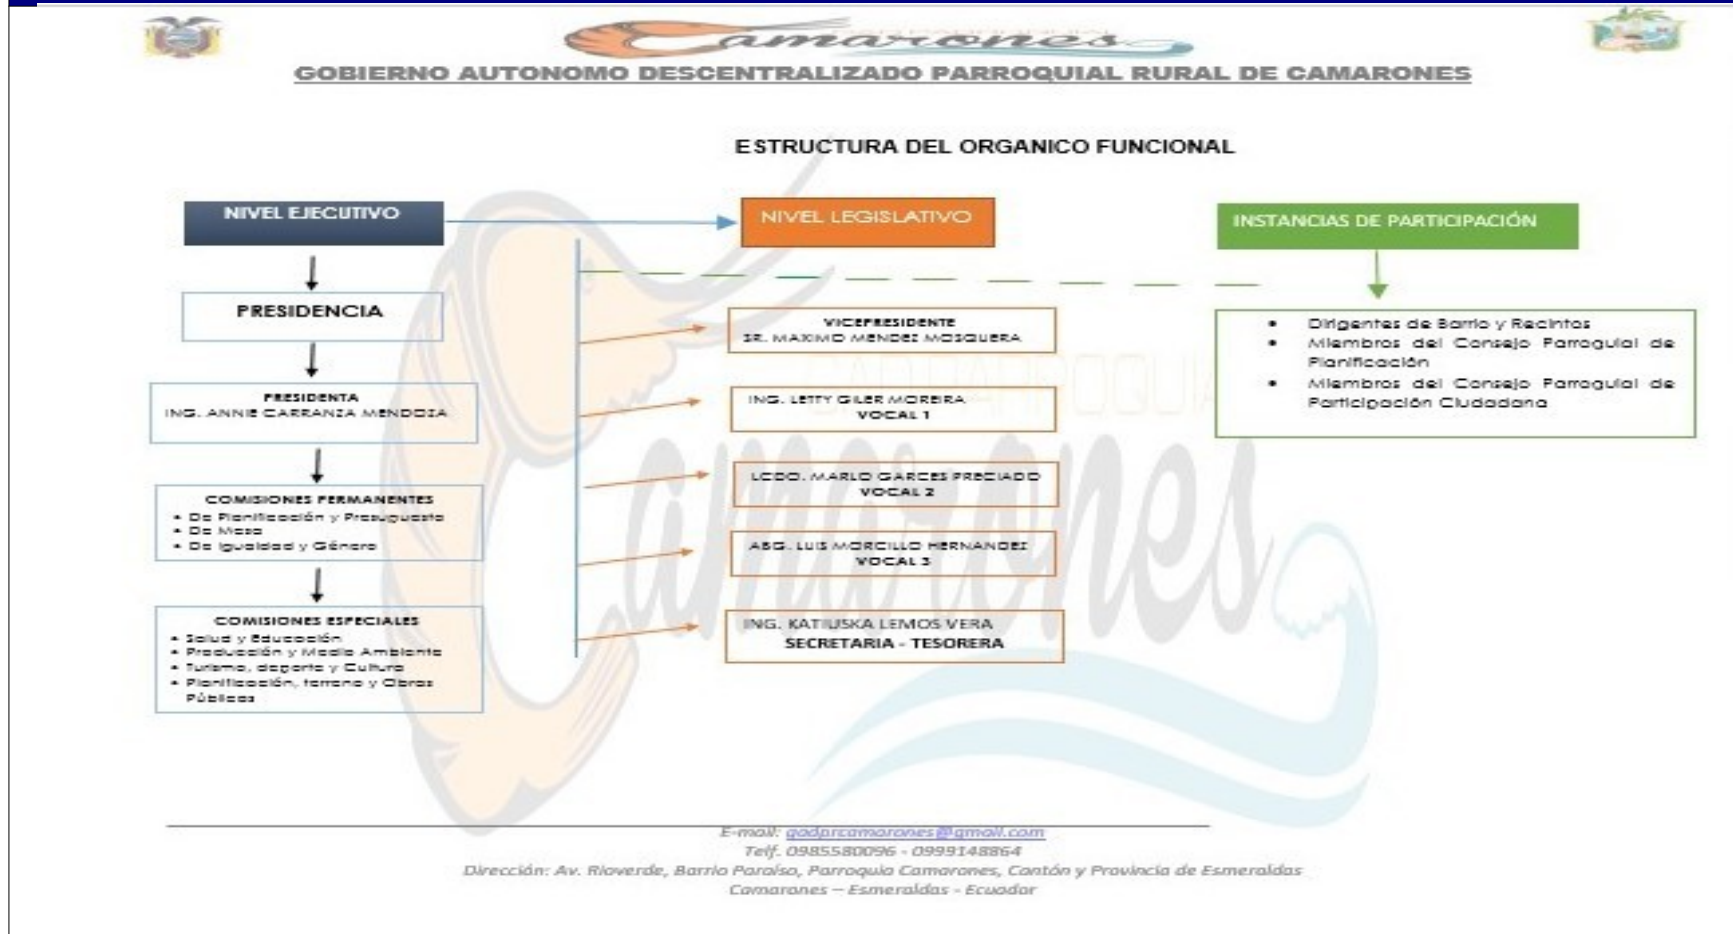 Camarones
GOBIERNO AUTONOMO DESCENTRALIZADO PARROQUIAL RURAL DE CAMARONES
ESTRUCTURA DEL ORGANICO FUNCIONAL
NIVEL EJECUTIVO
PRESIDENCIA
PRESIDENTA
ING. ANNIE CARRANZA MENDOZA
COMISIONES PERMANENTES
• De Planificación y Presupuesto
• De Mesa
• De Igualdad y Género
COMISIONES ESPECIALES
• Salud y Educación
• Producción y Medio Ambiente
• Turismo, deporte y Cultura
• Planificación, terreno y Obras
Públicas
NIVEL LEGISLATIVO
VICEPRESIDENTE
SR. MAXIMO MENDEZ MOSQUERA
ING. LETTY GILER MOREIRA
VOCAL 1
LCDO. MARLO GARCES PRECIADO
VOCAL 2
ABG. LUIS MORCILLO HERNANDEZ
VOCAL 3
ING. KATIUSKA LEMOS VERA
SECRETARIA - TESORERA
INSTANCIAS DE PARTICIPACIÓN
• Dirigentes de Barrio y Recintos
• Miembros del Consejo Parroquial de
Planificación
• Miembros del Consejo Parroquial de
Participación Ciudadana
GAD PARROQUIAL
Camarones
E-mail: gadprcamarones@gmail.com
Telf. 0985580096 - 0999148864
Dirección: Av. Rioverde, Barrio Paraíso, Parroquia Camarones, Cantón y Provincia de Esmeraldas
Camarones – Esmeraldas - Ecuador